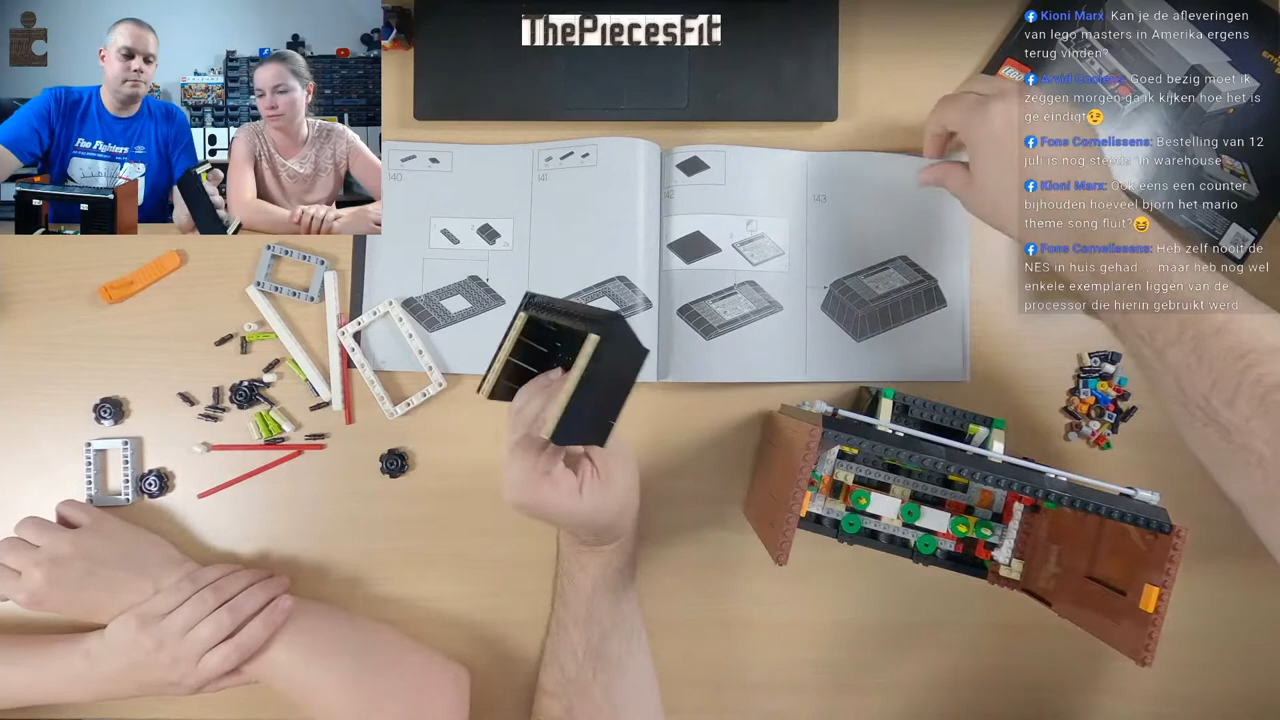 ThePiecesFit
Foo Fighters
140
141
142
143
2x
LEGO
Kioni Marx Kan je de afleveringen
van lego masters in Amerika ergens
terug vinden?
Goed bezig moet ik
zeggen morgen ga ik kijken hoe het is
ge eindigt😉
Fons Cornelissens: Bestelling van 12
juli is nog steeds "In warehouse"
Kioni Marx: Ook eens een counter
bijhouden hoeveel bjorn het mario
theme song fluit?😆
Fons Cornelissens: Heb zelf nooit de
NES in huis gehad ... maar heb nog wel
enkele exemplaren liggen van de
processor die hierin gebruikt werd